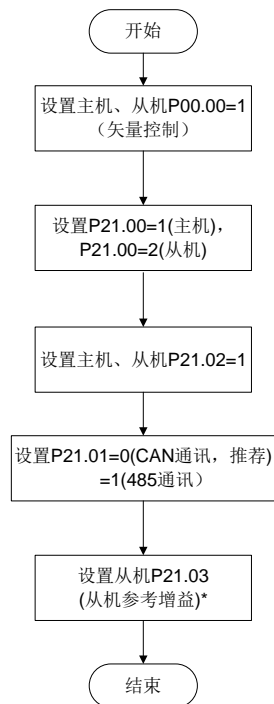 开始
设置主机、从机P00.00=1
（矢量控制）
设置P21.00=1(主机),
P21.00=2(从机)
设置主机、从机P21.02=1
设置P21.01=0(CAN通讯，推荐)
=1(485通讯）
设置从机P21.03
(从机参考增益)*
结束